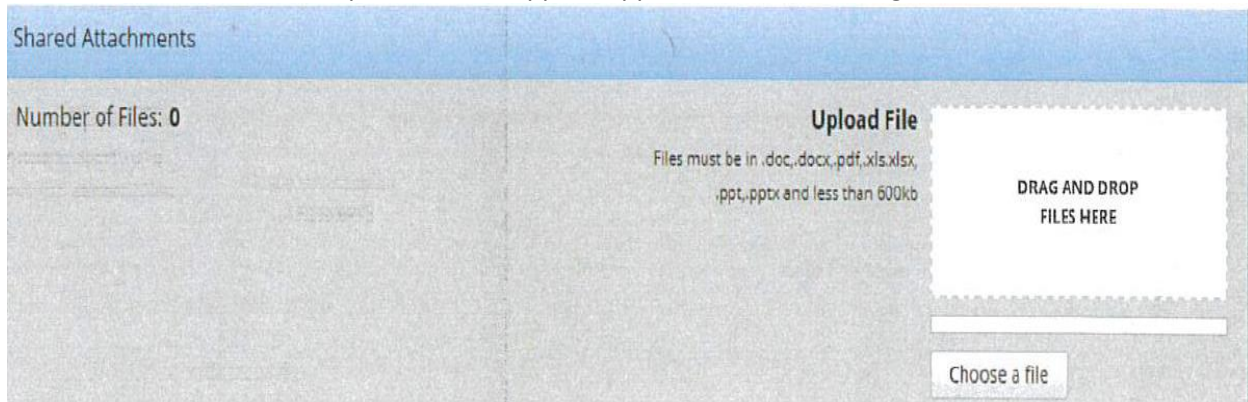 Shared Attachments
Number of Files: 0
Upload File
Files must be in .doc,.docx,.pdf,.xls.xlsx,
.ppt,.pptx and less than 600kb
DRAG AND DROP
FILES HERE
Choose a file